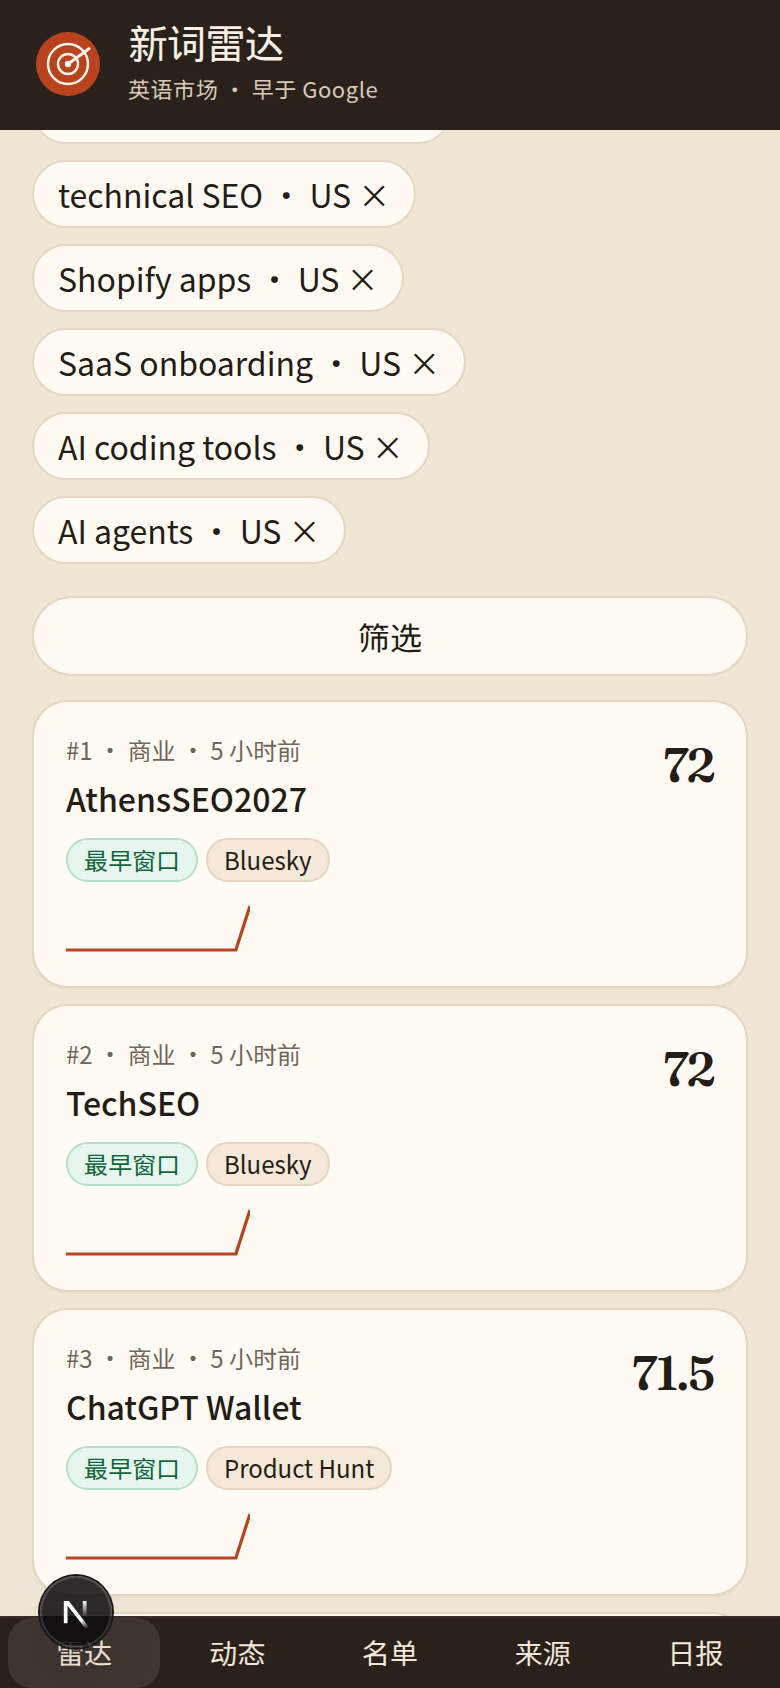 新词雷达
英语市场 · 早于 Google
technical SEO · US ×
Shopify apps · US ×
SaaS onboarding · US ×
AI coding tools · US ×
AI agents · US ×
筛选
#1 · 商业 · 5 小时前
72
AthensSEO2027
最早窗口 Bluesky
#2 · 商业 · 5 小时前
72
TechSEO
最早窗口 Bluesky
#3 · 商业 · 5 小时前
71.5
ChatGPT Wallet
最早窗口 Product Hunt
N
雷达 动态 名单 来源 日报